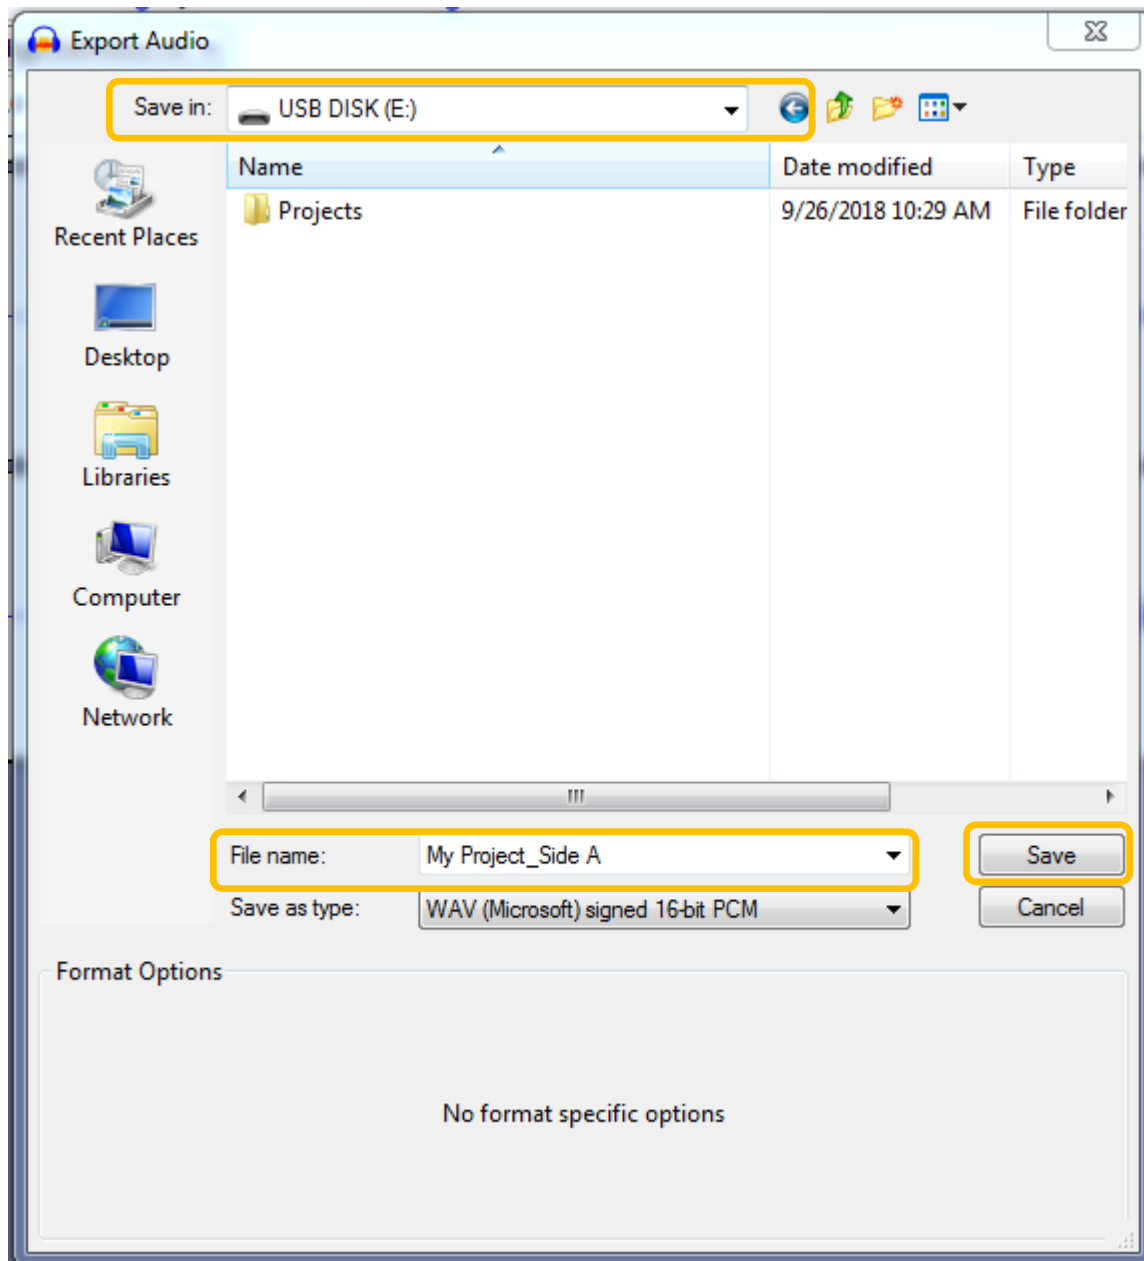 Export Audio
Save in: USB DISK (E:)
Name Date modified Type
Projects 9/26/2018 10:29 AM File folder
Recent Places
Desktop
Libraries
Computer
Network
File name: My Project_Side A Save
Save as type: WAV (Microsoft) signed 16-bit PCM Cancel
Format Options
No format specific options